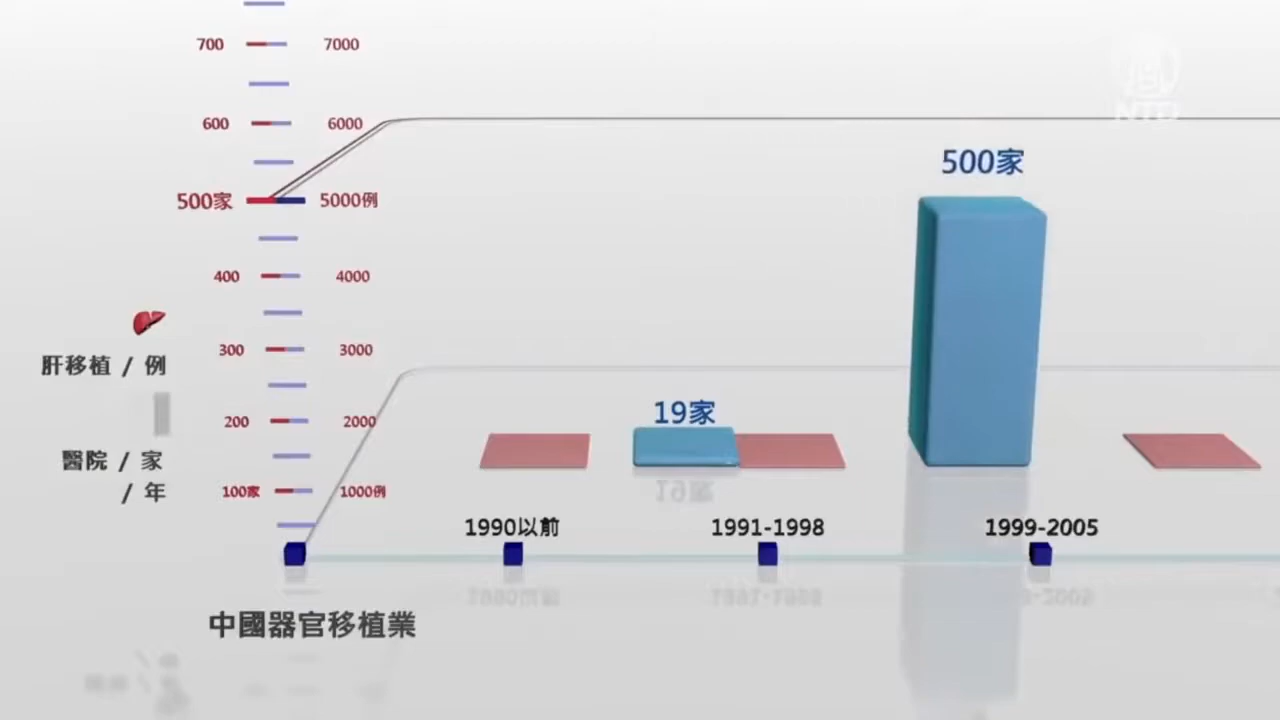 700 7000
NTD
600 6000
500家
500家 5000例
400 4000
300 3000
肝移植 / 例
19家
200 2000
醫院 / 家
/ 年
100家 1000例
1990以前 1991-1998 1999-2005
中國器官移植業